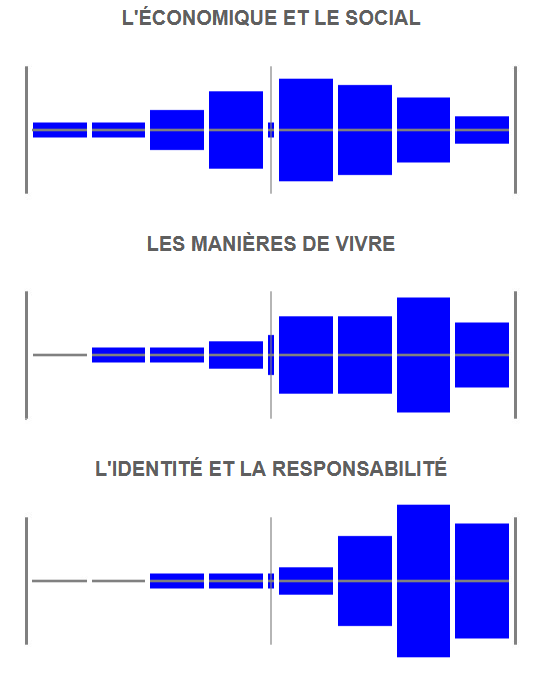 L'ÉCONOMIQUE ET LE SOCIAL
LES MANIÈRES DE VIVRE
L'IDENTITÉ ET LA RESPONSABILITÉ